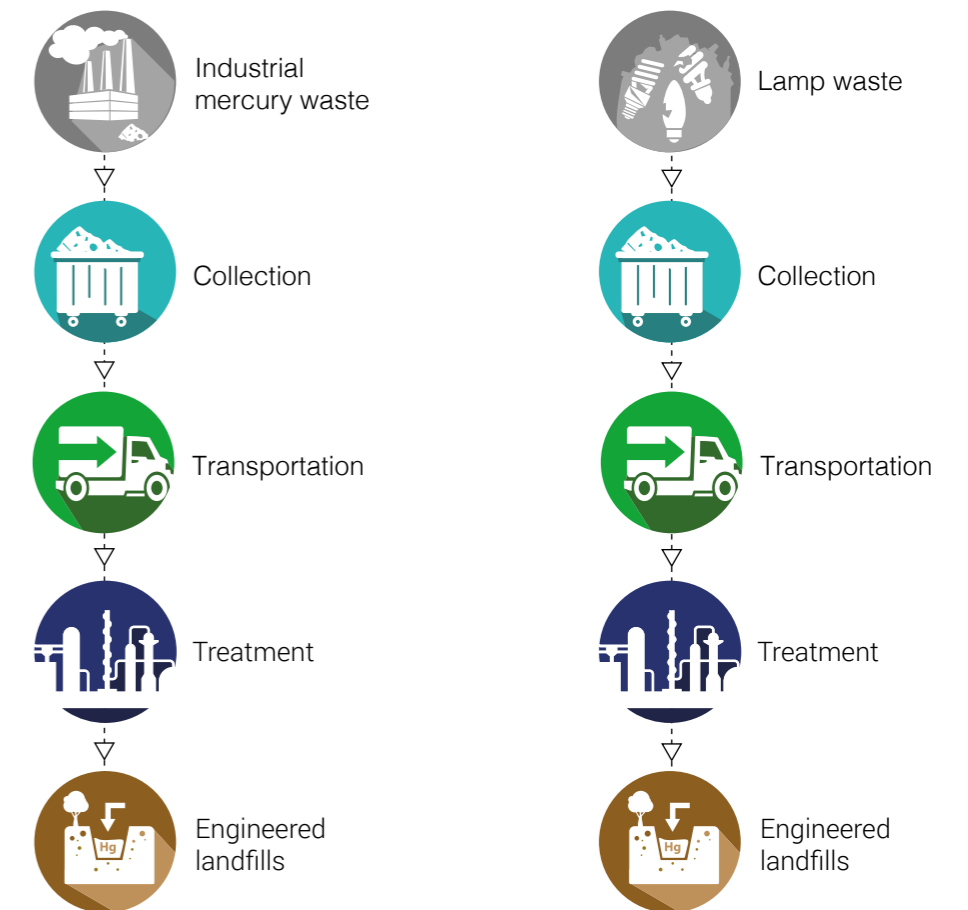 Industrial
mercury waste
Collection
Transportation
Treatment
Hg
Engineered
landfills
Lamp waste
Collection
Transportation
Treatment
Hg
Engineered
landfills